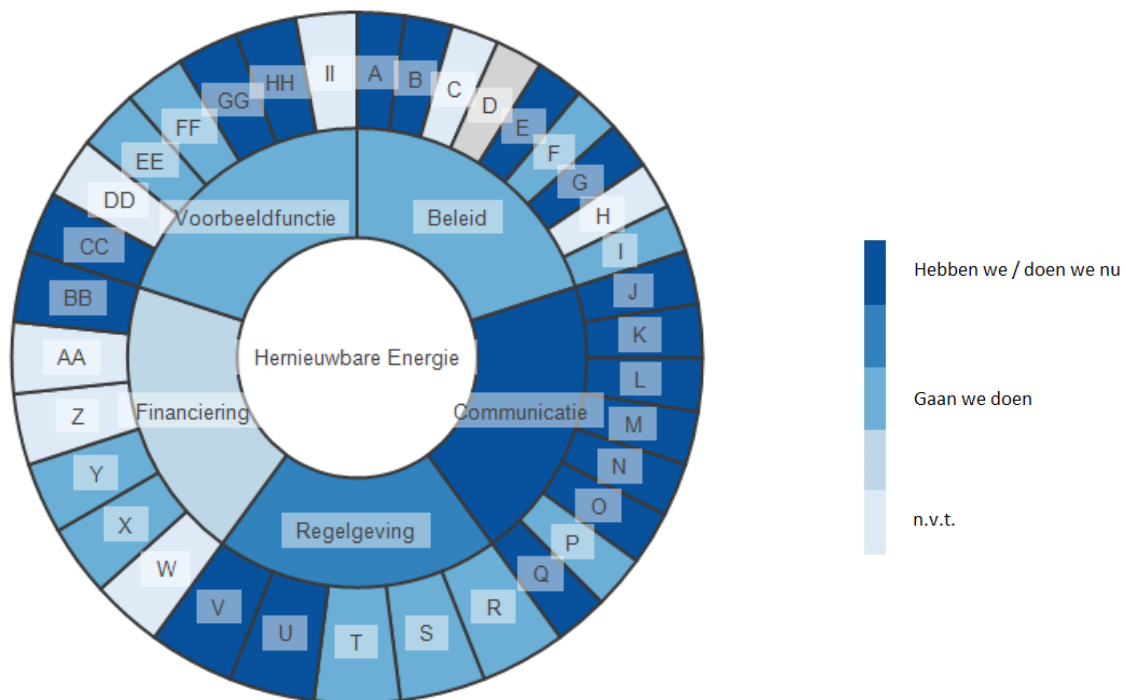 Hernieuwbare Energie
Beleid
Communicatie
Regelgeving
Financiering
Voorbeeldfunctie
A
B
C
D
E
F
G
H
I
J
K
L
M
N
O
P
Q
R
S
T
U
V
W
X
Y
Z
AA
BB
CC
DD
EE
FF
GG
HH
II
Hebben we / doen we nu
Gaan we doen
n.v.t.